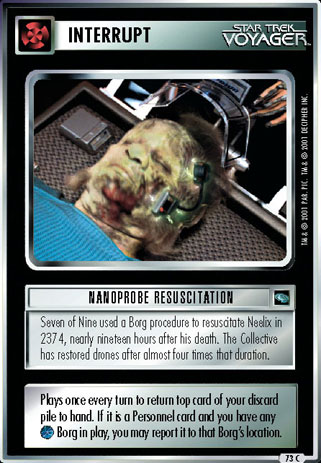 INTERRUPT
STAR TREK
VOYAGER™
™& © 2001 PAR. PIC. TM & © 2001 DECIPHER INC.
NANOPROBE RESUSCITATION
Seven of Nine used a Borg procedure to resuscitate Neelix in
2374, nearly nineteen hours after his death. The Collective
has restored drones after almost four times that duration.
Plays once every turn to return top card of your discard
pile to hand. If it is a Personnel card and you have any
Borg in play, you may report it to that Borg's location.
73 C